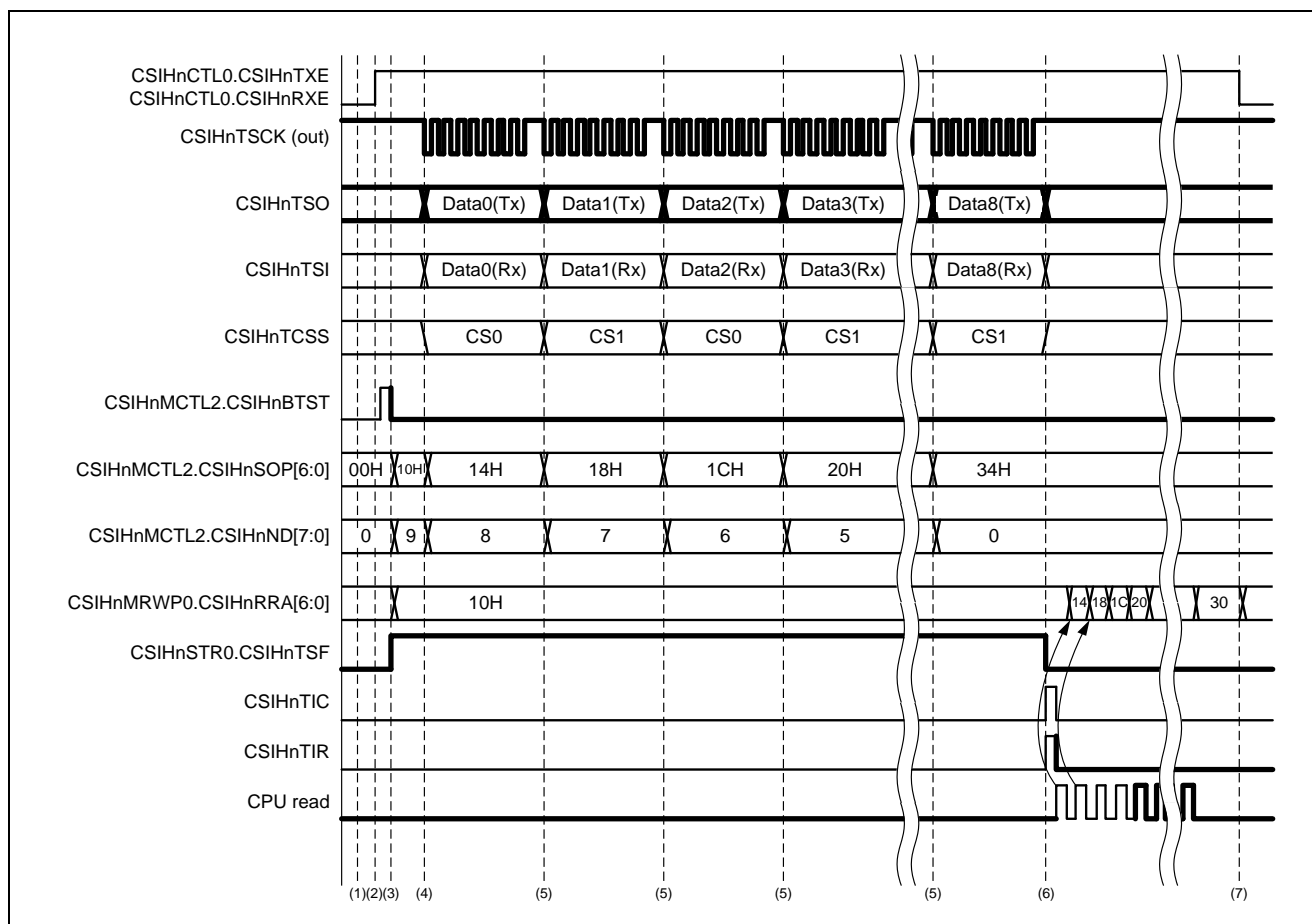 CSIHnCTL0.CSIHnTXE
CSIHnCTL0.CSIHnRXE
CSIHnTSCK (out)
CSIHnTSO Data0(Tx) Data1(Tx) Data2(Tx) Data3(Tx) Data8(Tx)
CSIHnTSI Data0(Rx) Data1(Rx) Data2(Rx) Data3(Rx) Data8(Rx)
CSIHnTCSS CS0 CS1 CS0 CS1 CS1
CSIHnMCTL2.CSIHnBTST
CSIHnMCTL2.CSIHnSOP[6:0] 00H 10H 14H 18H 1CH 20H 34H
CSIHnMCTL2.CSIHnND[7:0] 0 9 8 7 6 5 0
CSIHnMRWP0.CSIHnRRA[6:0] 10H 14 18 1C 20 30
CSIHnSTR0.CSIHnTSF
CSIHnTIC
CSIHnTIR
CPU read
(1) (2) (3) (4) (5) (5) (5) (5) (6) (7)